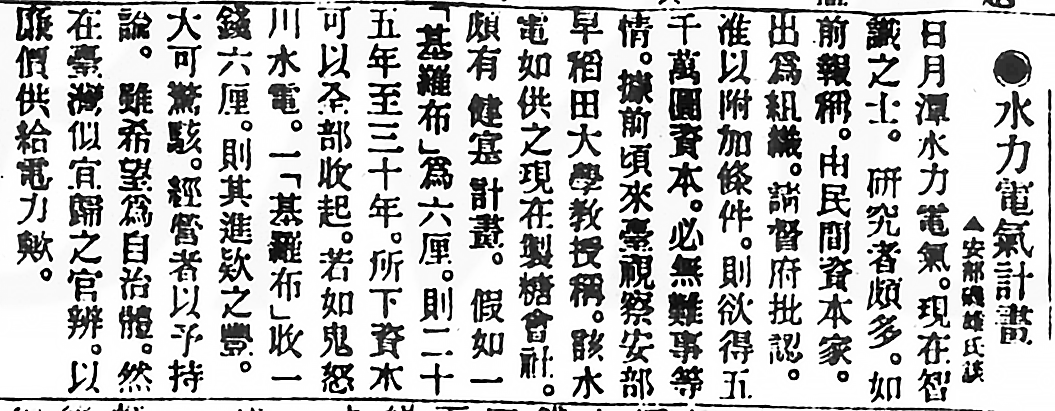 ●水力電氣計畫
▲安部磯雄氏談
日月潭水力電氣。現在智
識之士。研究者頗多。如
前報稱。由民間資本家。
出爲組織。請督府批認。
准以附加條件。則欲得五
千萬圓資本。必無難事等
情。據前頃來臺視察安部
早稻田大學教授稱。該水
電如供之現在製糖會社。
頗有健寔計畫。假如一
「基羅布」爲六厘。則二十
五年至三十年。所下資本
可以全部收起。若如鬼怒
川水電。一「基羅布」收一
錢六厘。則其進欵之豐。
大可驚駭。經營者以予持
說。雖希望爲自治體。然
在臺灣似宜歸之官辨。以
廉價供給電力歟。